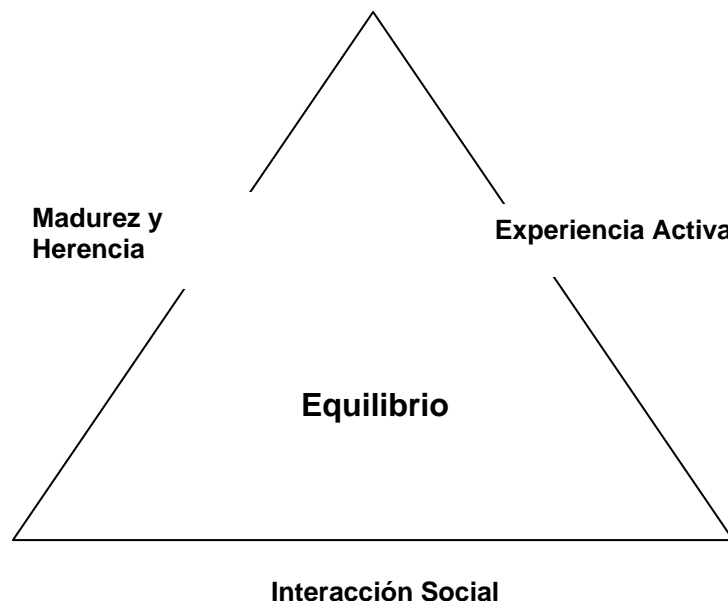 Madurez y
Herencia
Experiencia Activa
Equilibrio
Interacción Social